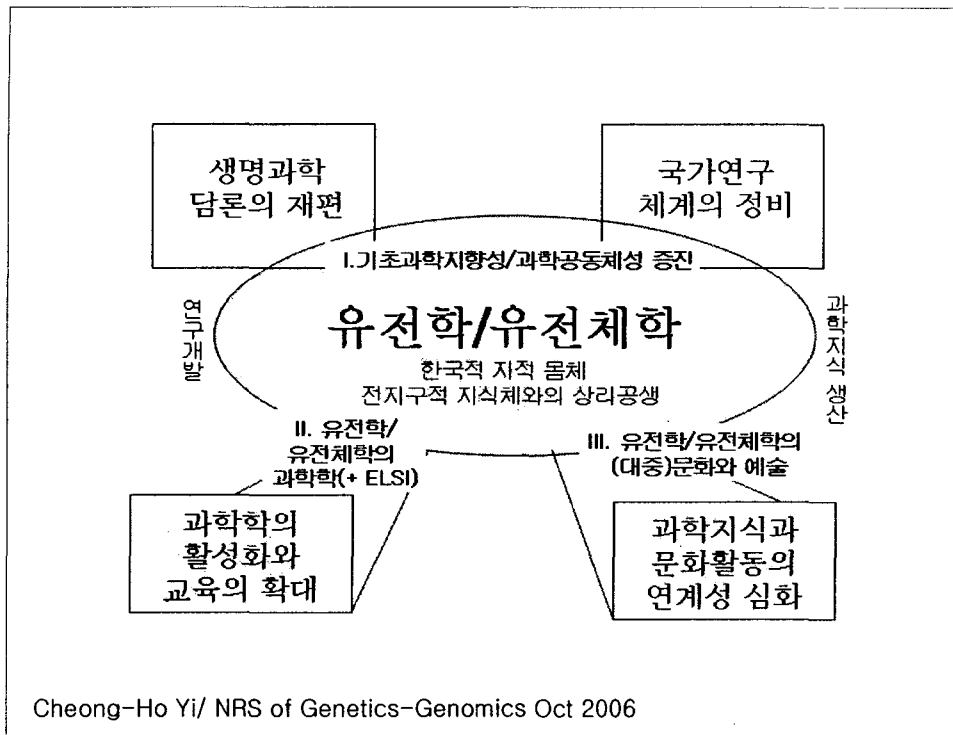 생명과학
담론의 재편
국가연구
체계의 정비
I.기초과학지향성/과학공동체성 증진
연구개발
유전학/유전체학
한국적 지적 몸체
전지구적 지식체와의 상리공생
과학지식 생산
II. 유전학/
유전체학의
과학학(+ ELSI)
III. 유전학/유전체학의
(대중)문화와 예술
과학학의
활성화와
교육의 확대
과학지식과
문화활동의
연계성 심화
Cheong-Ho Yi/ NRS of Genetics-Genomics Oct 2006